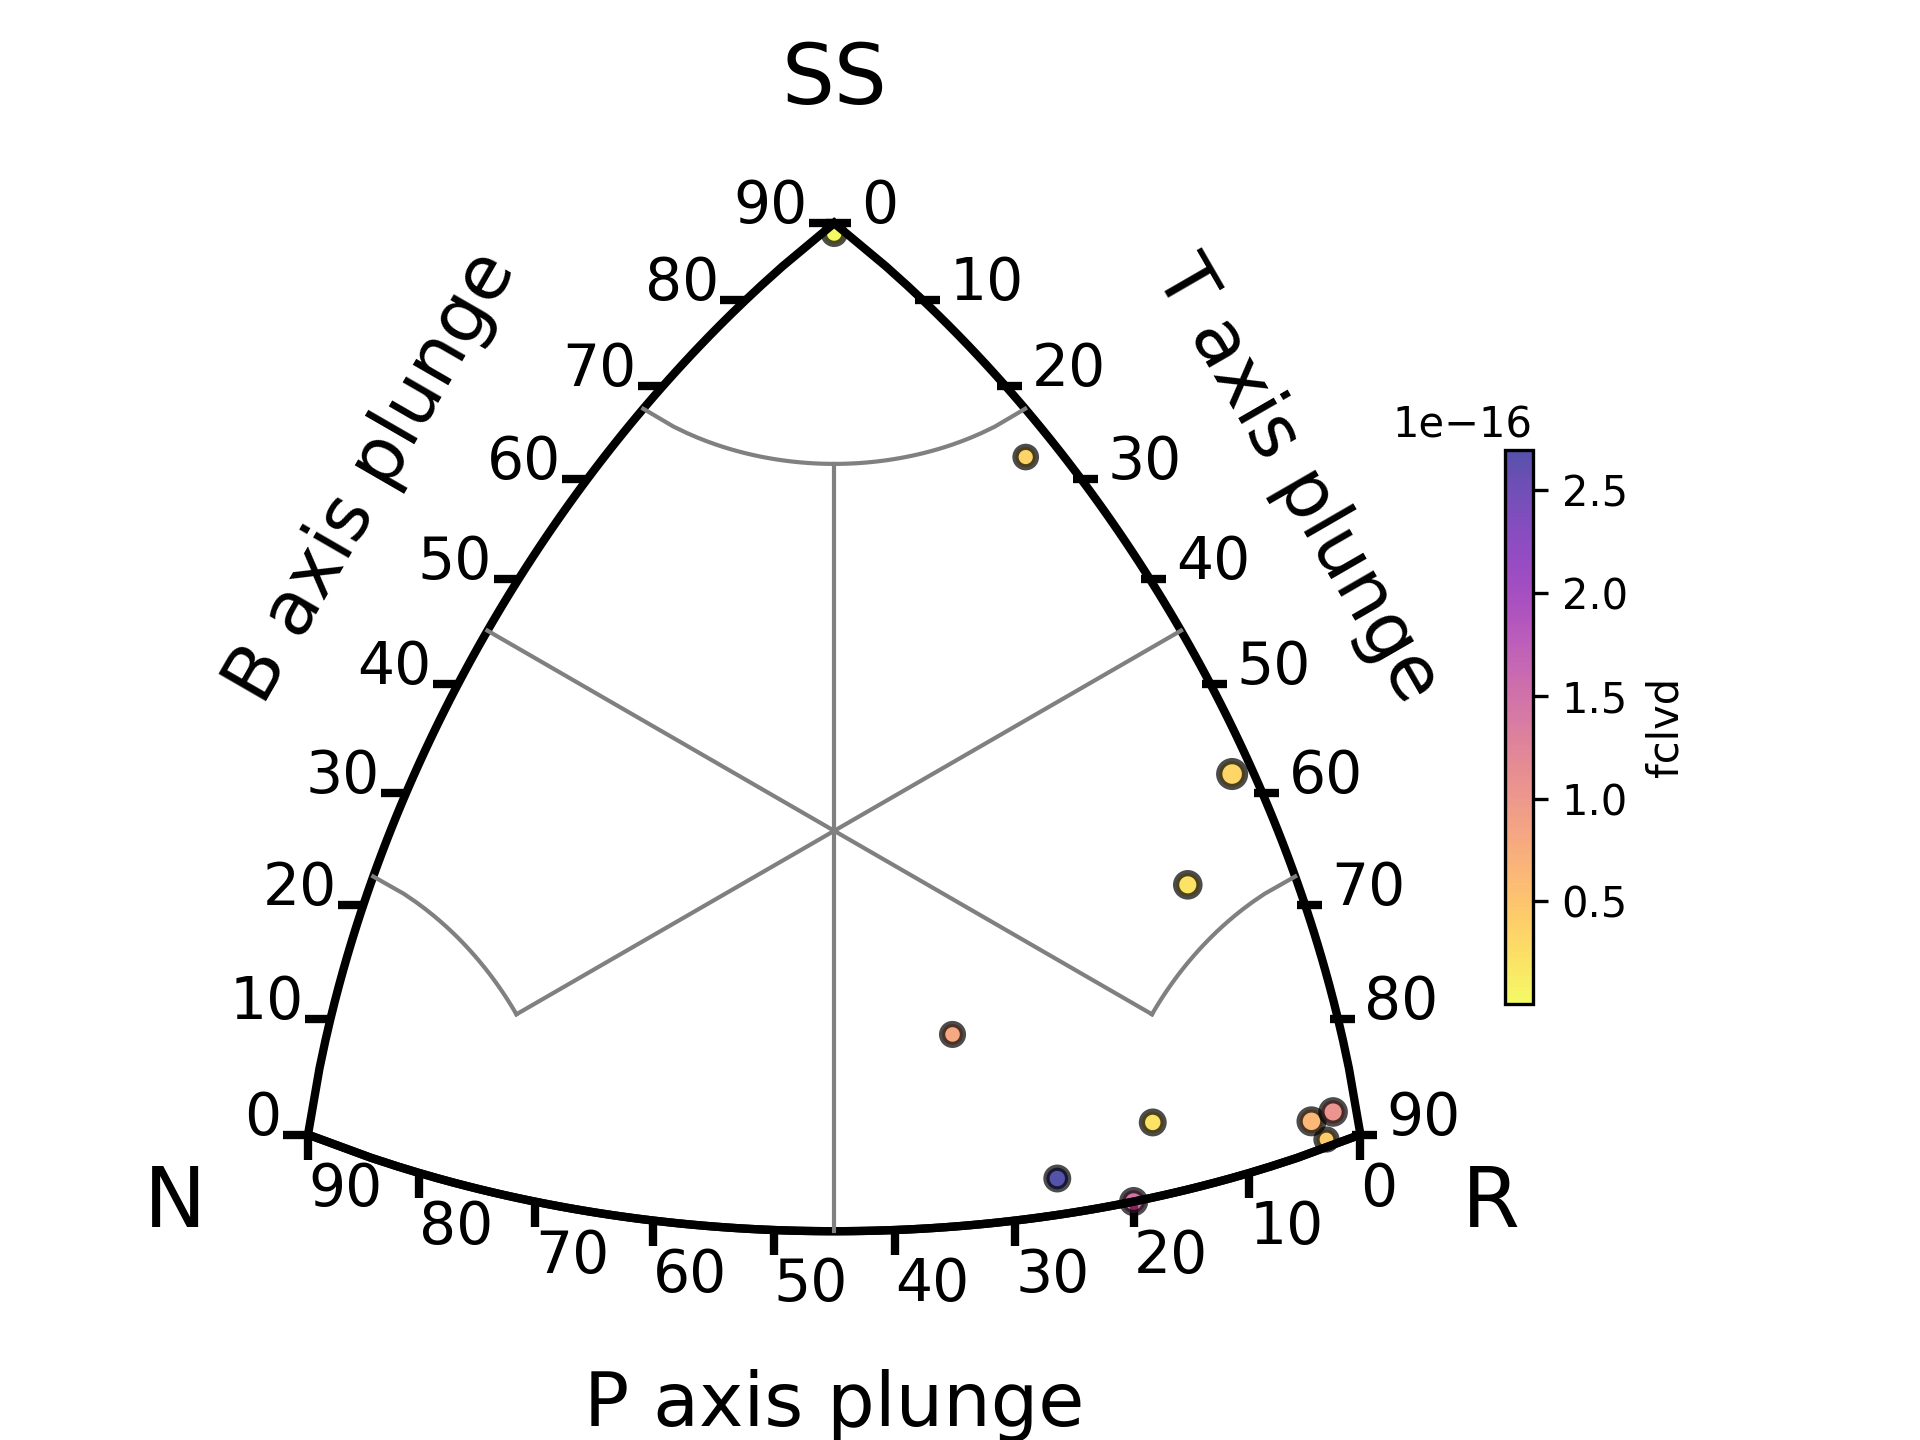 SS
90 0
80 10
70 20
60 30
50 40
40 50
30 60
20 70
10 80
0 90
B axis plunge
T axis plunge
N R
90 80 70 60 50 40 30 20 10 0
P axis plunge
1e−16
2.5
2.0
1.5
1.0
0.5
fclvd